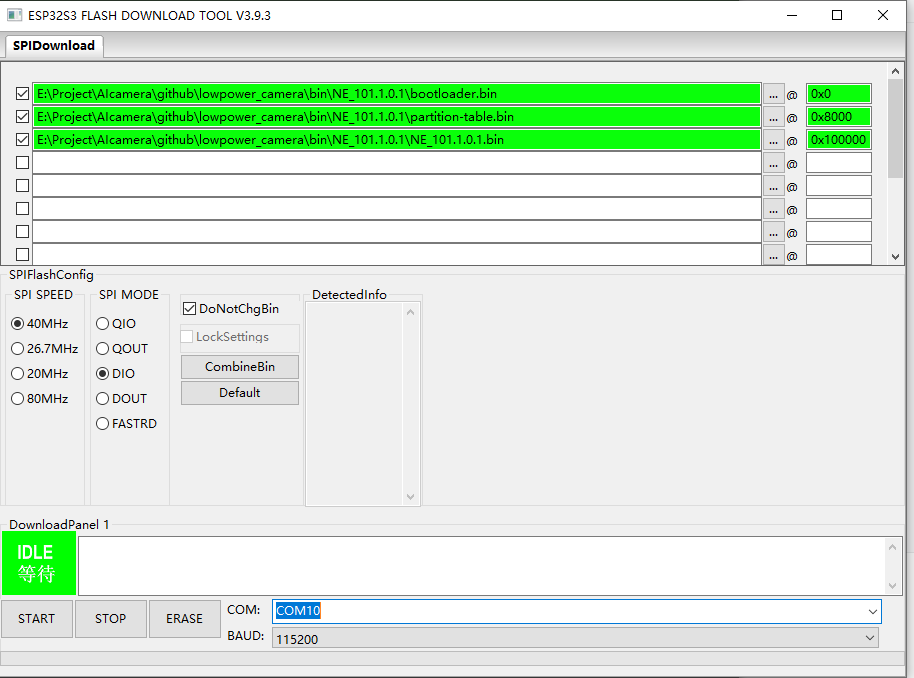 ESP32S3 FLASH DOWNLOAD TOOL V3.9.3
SPIDownload
E:\Project\AIcamera\github\lowpower_camera\bin\NE_101.1.0.1\bootloader.bin ... @ 0x0
E:\Project\AIcamera\github\lowpower_camera\bin\NE_101.1.0.1\partition-table.bin ... @ 0x8000
E:\Project\AIcamera\github\lowpower_camera\bin\NE_101.1.0.1\NE_101.1.0.1.bin ... @ 0x100000
... @
... @
... @
... @
... @
SPIFlashConfig
SPI SPEED
40MHz
26.7MHz
20MHz
80MHz
SPI MODE
QIO
QOUT
DIO
DOUT
FASTRD
DoNotChgBin
LockSettings
CombineBin
Default
DetectedInfo
DownloadPanel 1
IDLE
等待
START STOP ERASE
COM: COM10
BAUD: 115200